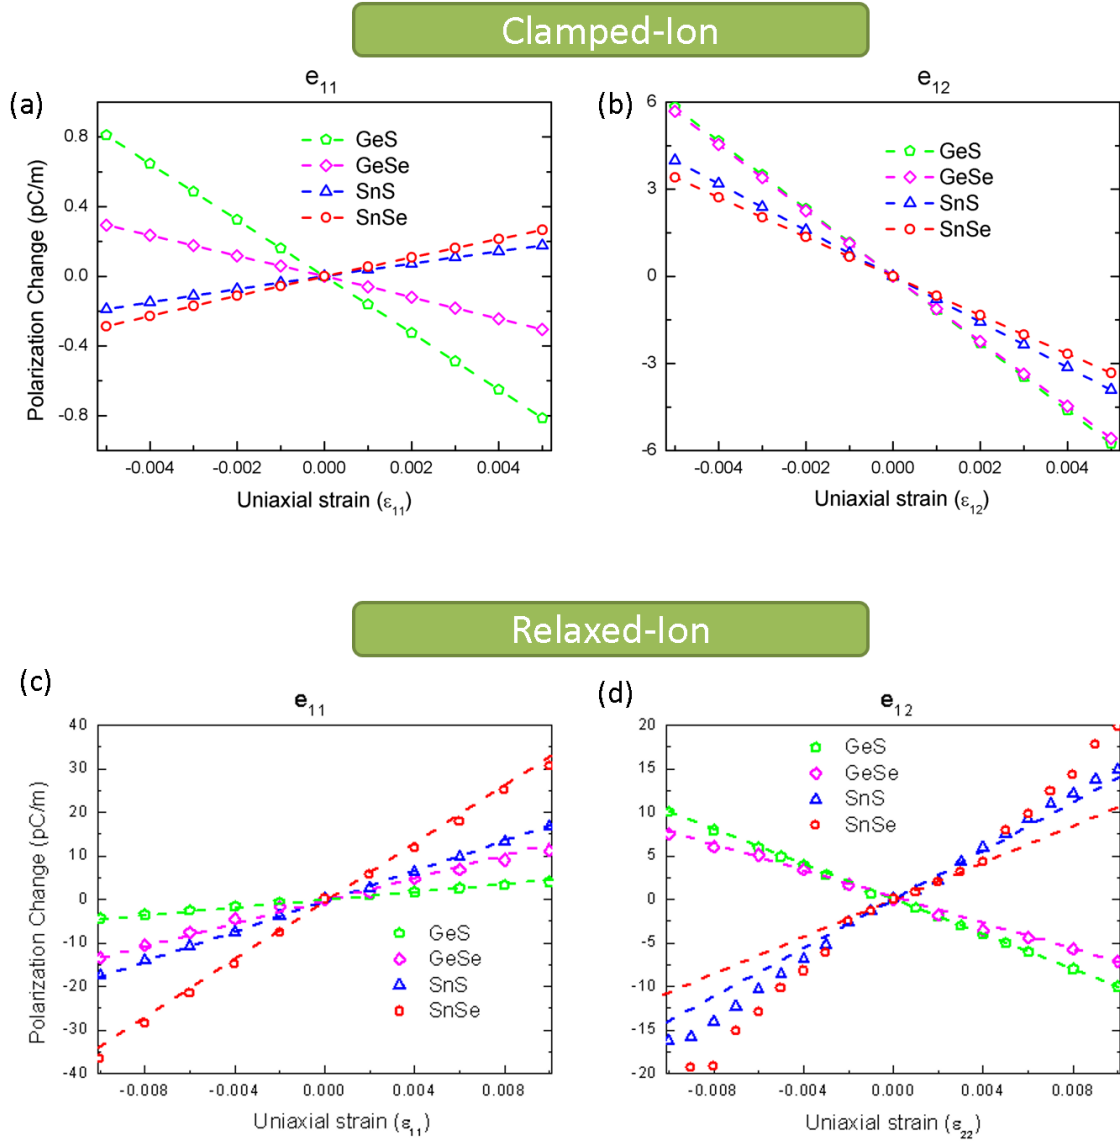 Clamped-Ion
(a)
e11
Polarization Change (pC/m)
0.8
0.4
0.0
-0.4
-0.8
GeS
GeSe
SnS
SnSe
-0.004 -0.002 0.000 0.002 0.004
Uniaxial strain (ε11)
(b)
e12
6
3
0
-3
-6
GeS
GeSe
SnS
SnSe
-0.004 -0.002 0.000 0.002 0.004
Uniaxial strain (ε12)
Relaxed-Ion
(c)
e11
Polarization Change (pC/m)
40
30
20
10
0
-10
-20
-30
-40
GeS
GeSe
SnS
SnSe
-0.008 -0.004 0.000 0.004 0.008
Uniaxial strain (ε11)
(d)
e12
20
15
10
5
0
-5
-10
-15
-20
GeS
GeSe
SnS
SnSe
-0.008 -0.004 0.000 0.004 0.008
Uniaxial strain (ε22)